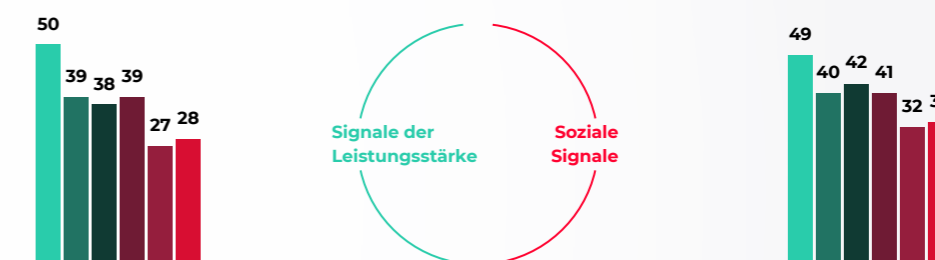 50
39 38 39
27 28
Signale der
Leistungsstärke
Soziale
Signale
49
40 42 41
32